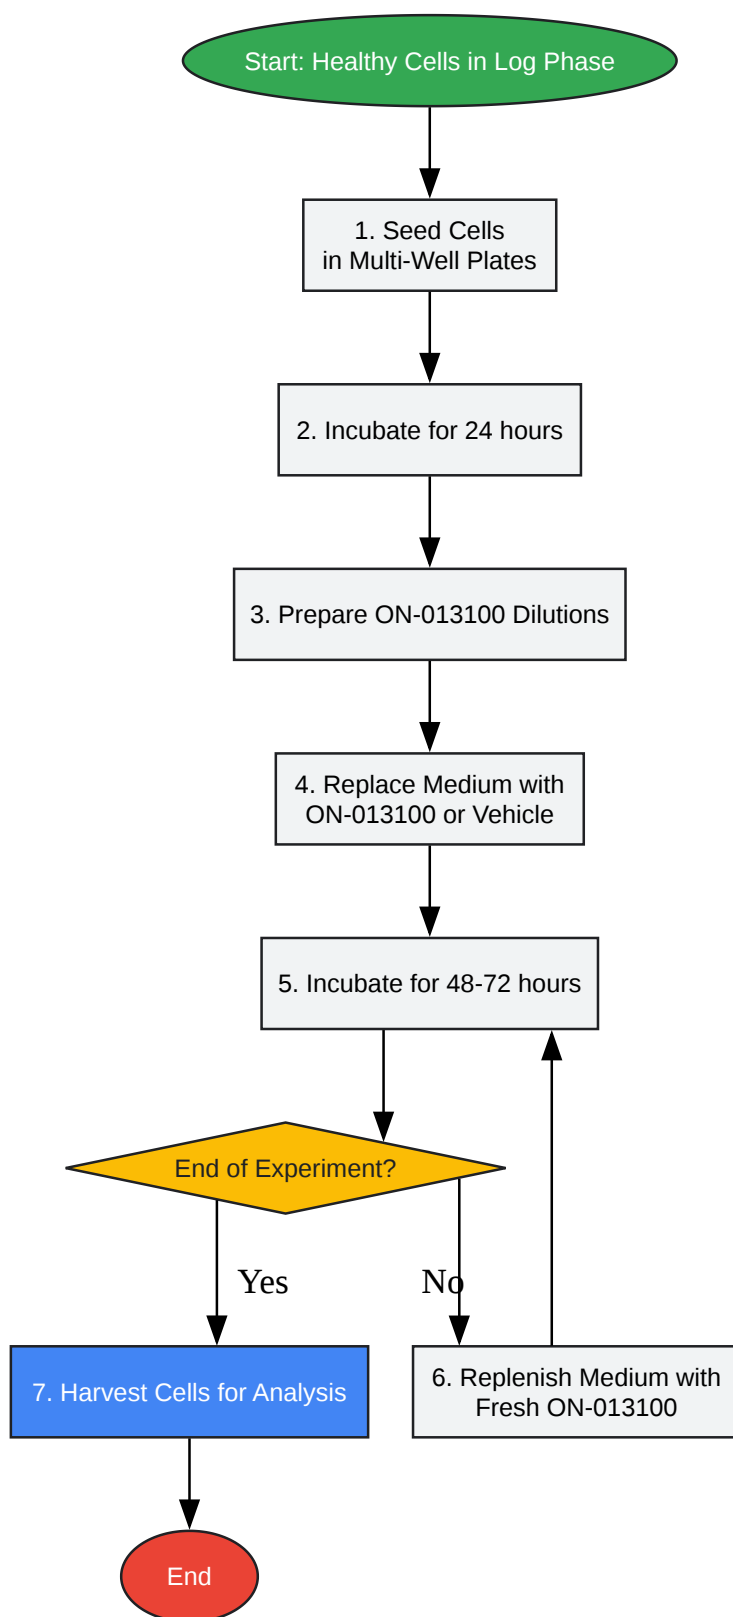 Start: Healthy Cells in Log Phase
1. Seed Cells
in Multi-Well Plates
2. Incubate for 24 hours
3. Prepare ON-013100 Dilutions
4. Replace Medium with
ON-013100 or Vehicle
5. Incubate for 48-72 hours
End of Experiment?
Yes
No
7. Harvest Cells for Analysis
6. Replenish Medium with
Fresh ON-013100
End